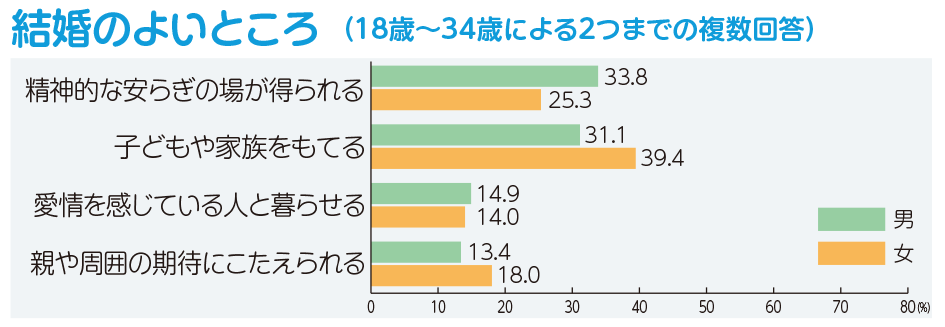 結婚のよいところ（18歳～34歳による2つまでの複数回答）
精神的な安らぎの場が得られる
33.8
25.3
子どもや家族をもてる
31.1
39.4
愛情を感じている人と暮らせる
14.9
14.0
親や周囲の期待にこたえられる
13.4
18.0
男
女
0 10 20 30 40 50 60 70 80(%)